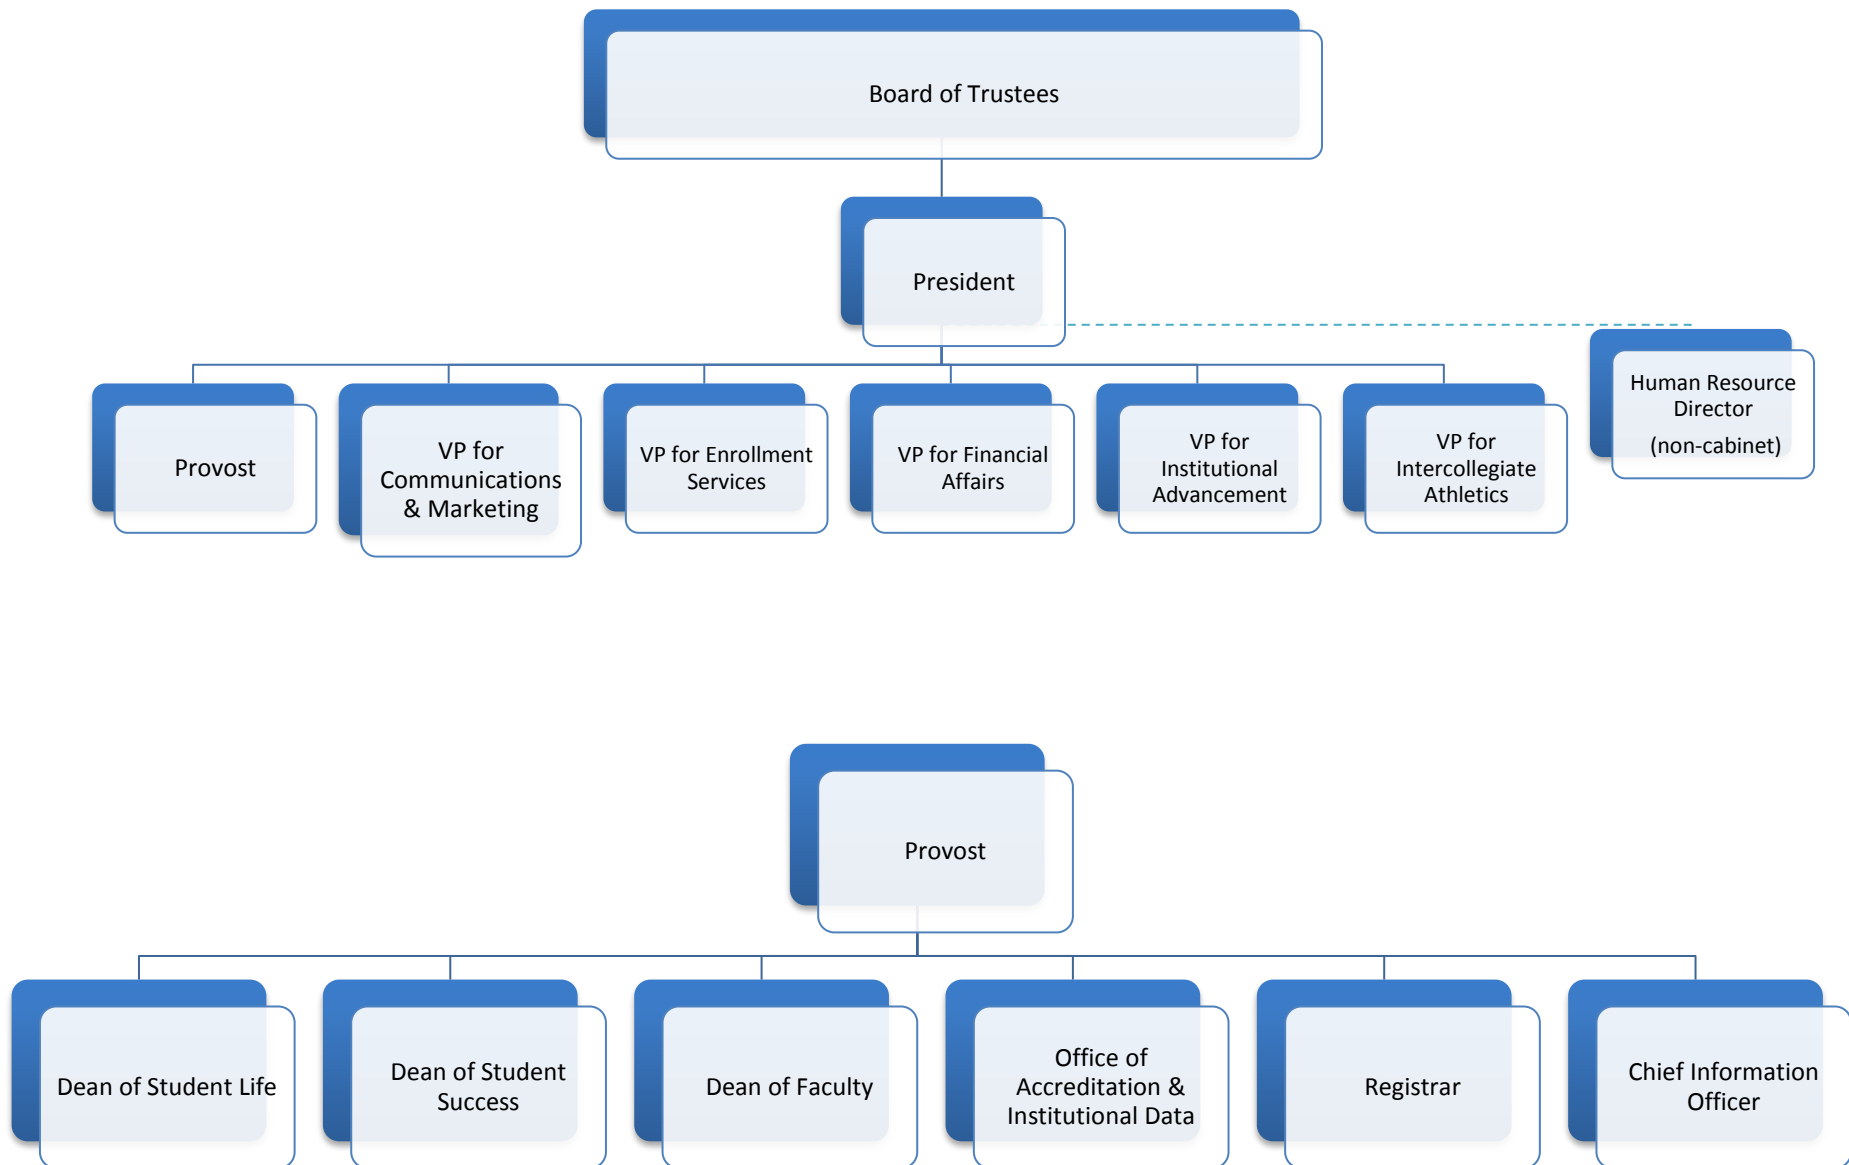 Board of Trustees
President
Human Resource
Director
(non-cabinet)
Provost
VP for
Communications
& Marketing
VP for Enrollment
Services
VP for Financial
Affairs
VP for
Institutional
Advancement
VP for
Intercollegiate
Athletics
Provost
Dean of Student Life
Dean of Student
Success
Dean of Faculty
Office of
Accreditation &
Institutional Data
Registrar
Chief Information
Officer